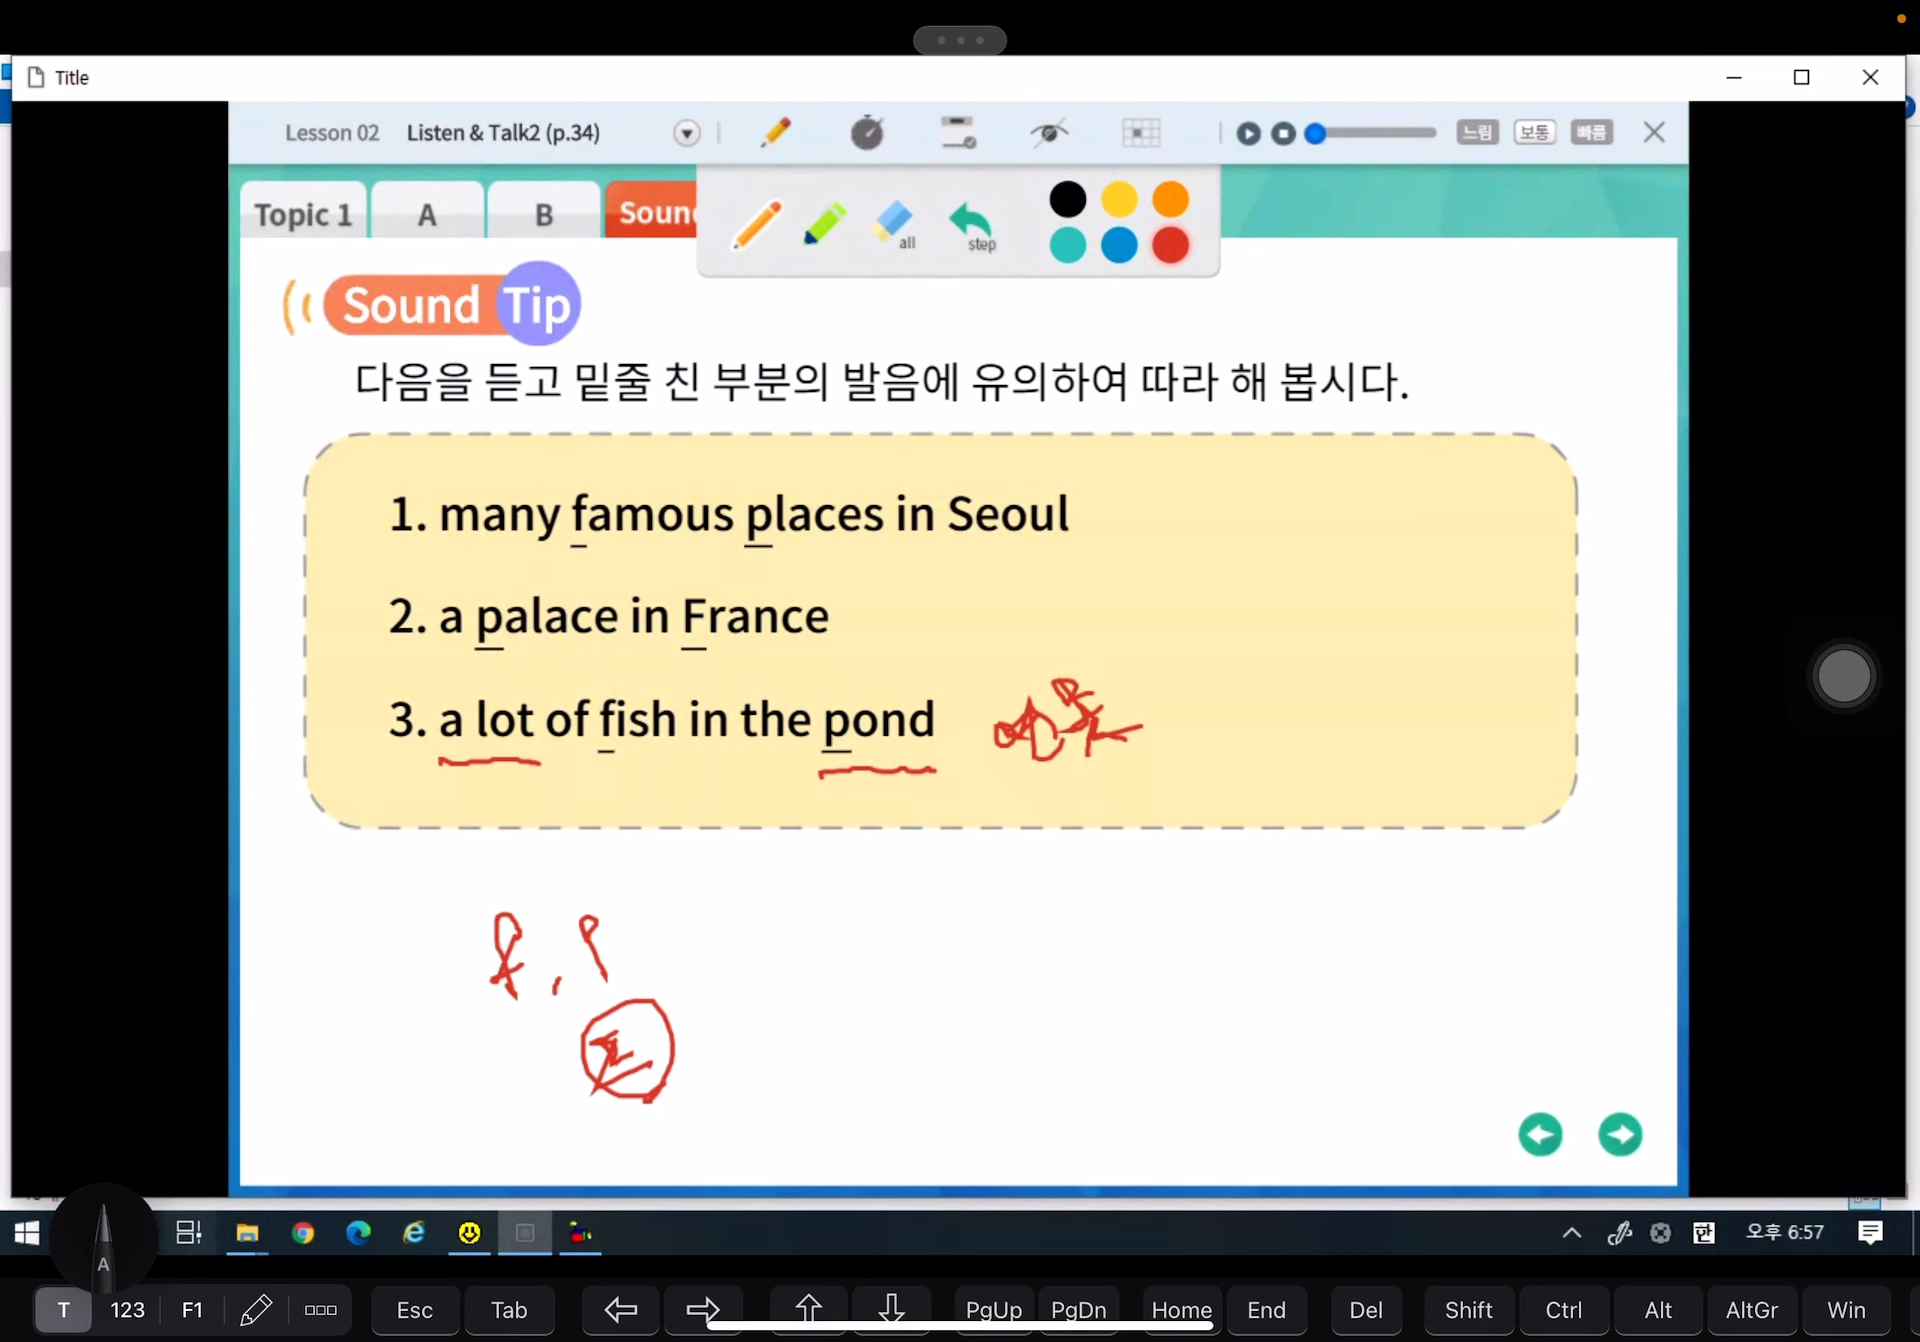 Title
Lesson 02 Listen & Talk2 (p.34) 느림 보통 빠름
Topic 1 A B Soun
all step
Sound Tip
다음을 듣고 밑줄 친 부분의 발음에 유의하여 따라 해 봅시다.
1. many famous places in Seoul
2. a palace in France
3. a lot of fish in the pond
f, p
한 오후 6:57
A
T 123 F1 Esc Tab PgUp PgDn Home End Del Shift Ctrl Alt AltGr Win